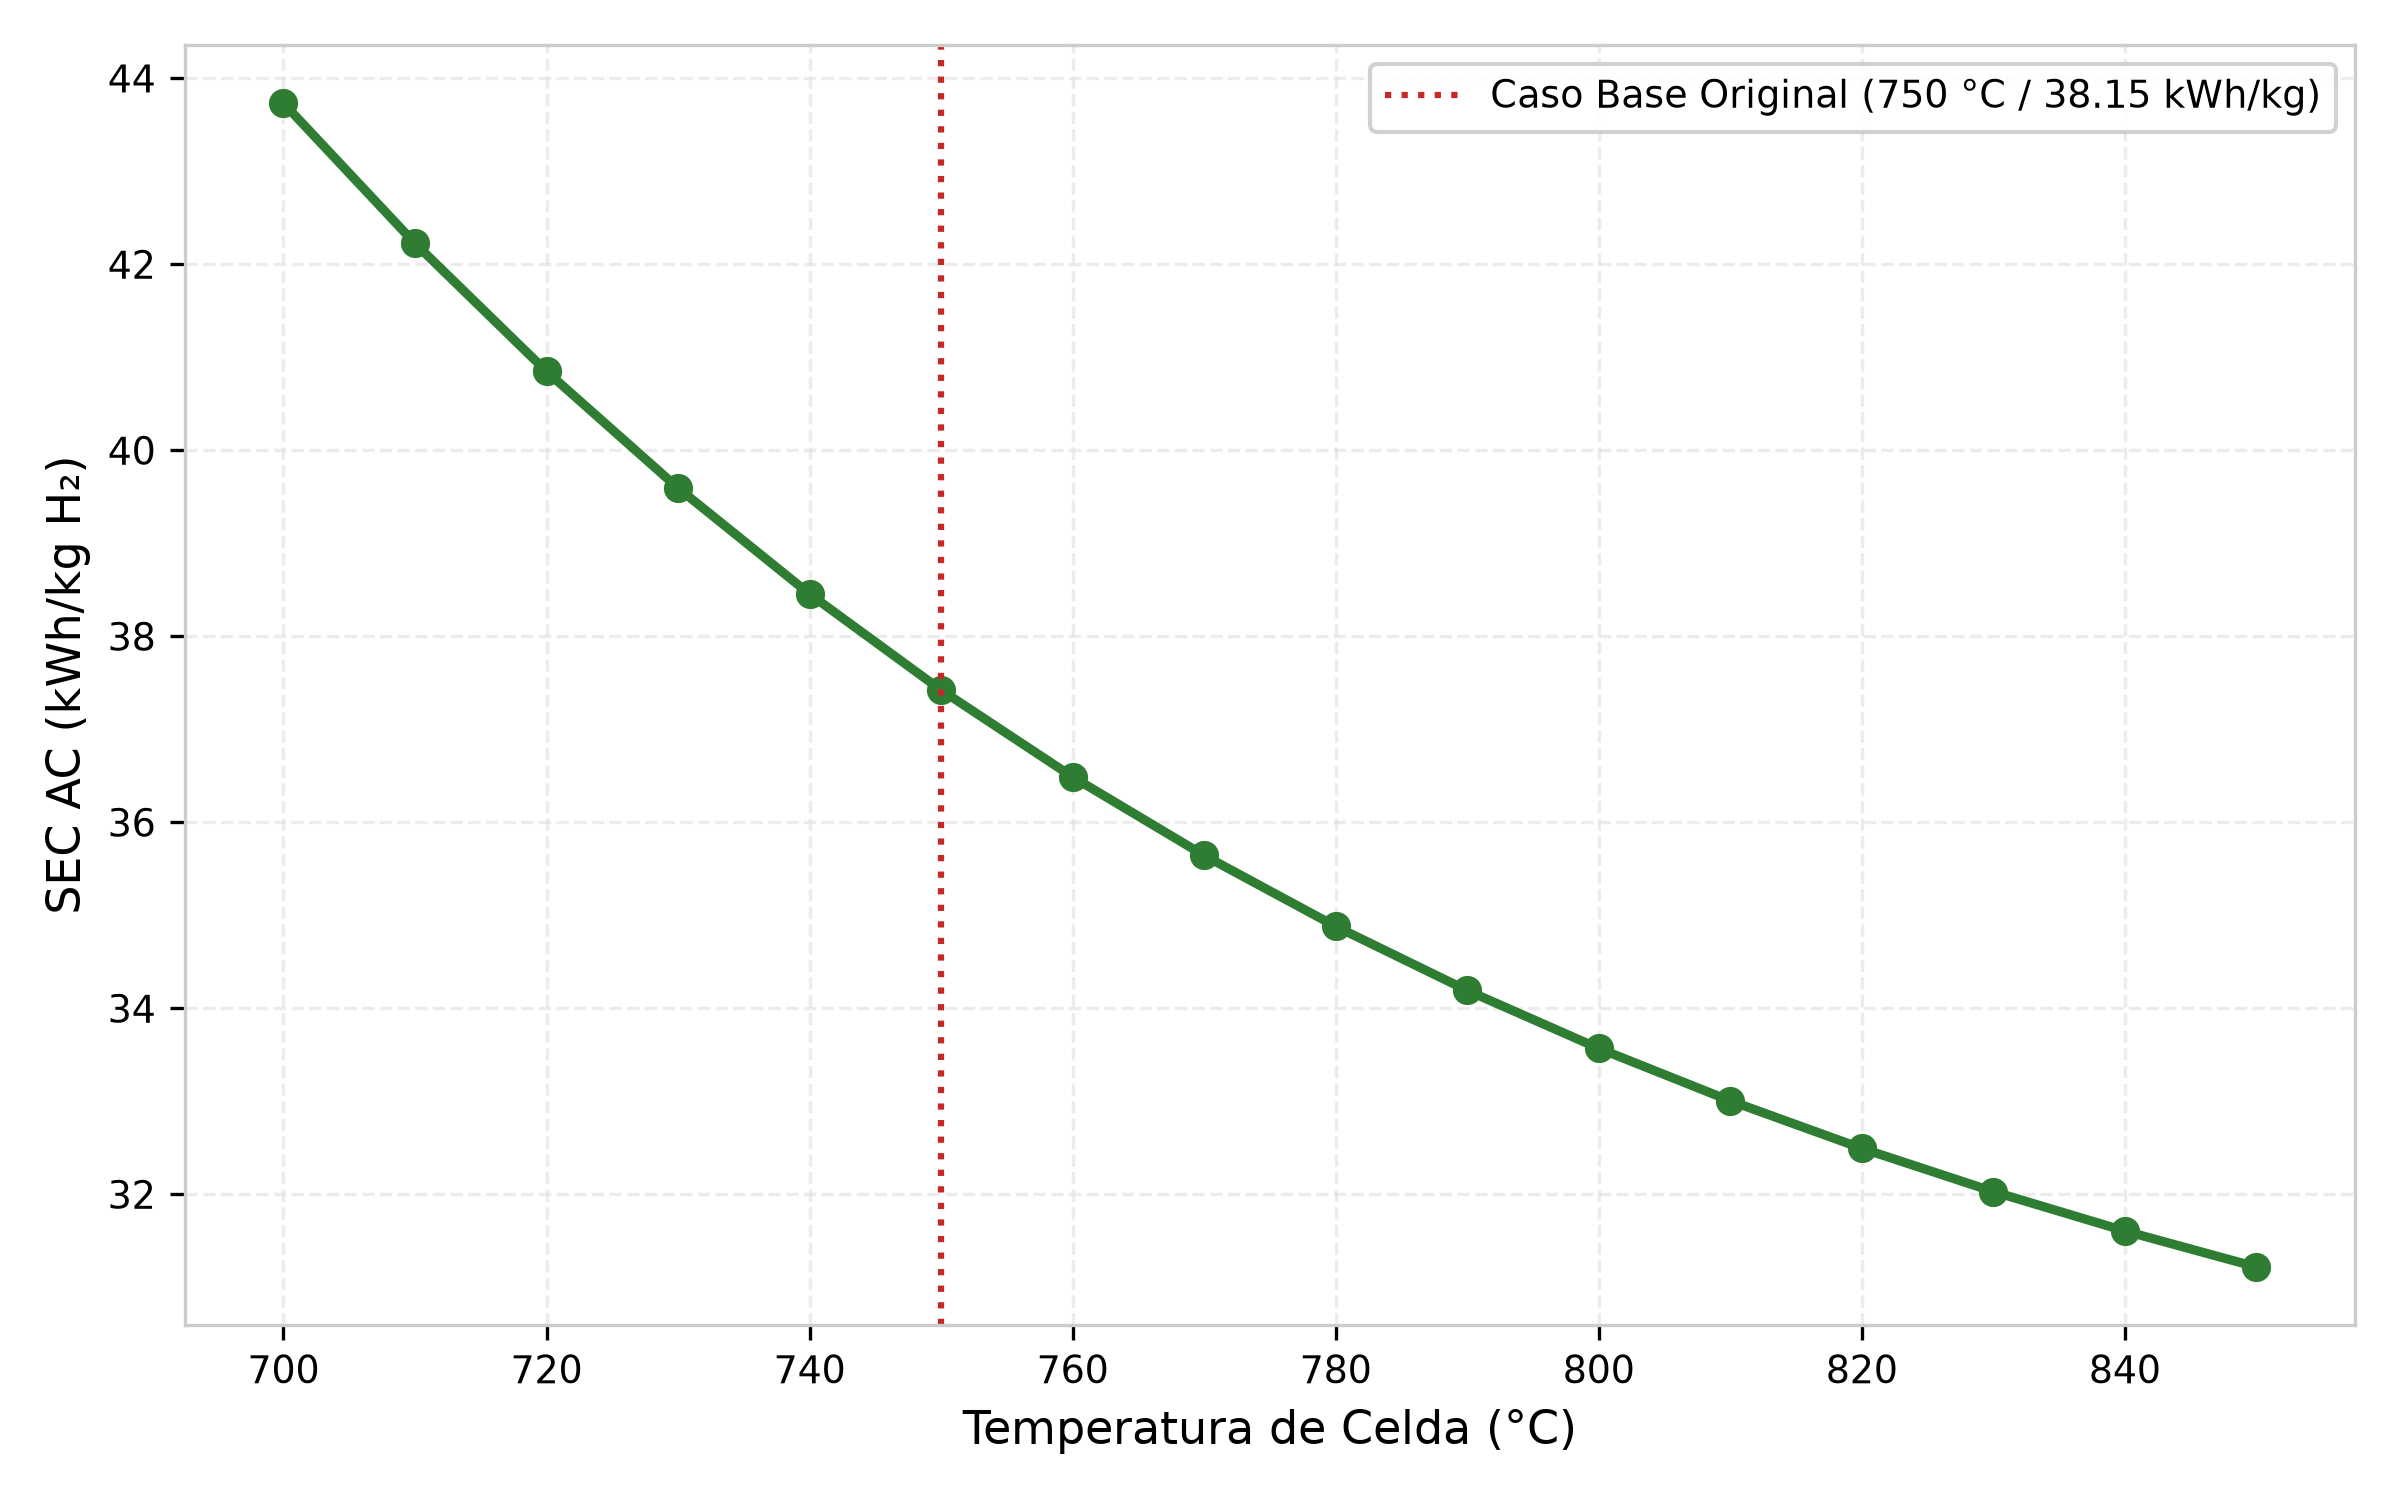 Caso Base Original (750 °C / 38.15 kWh/kg)
SEC AC (kWh/kg H₂)
44
42
40
38
36
34
32
700 720 740 760 780 800 820 840
Temperatura de Celda (°C)